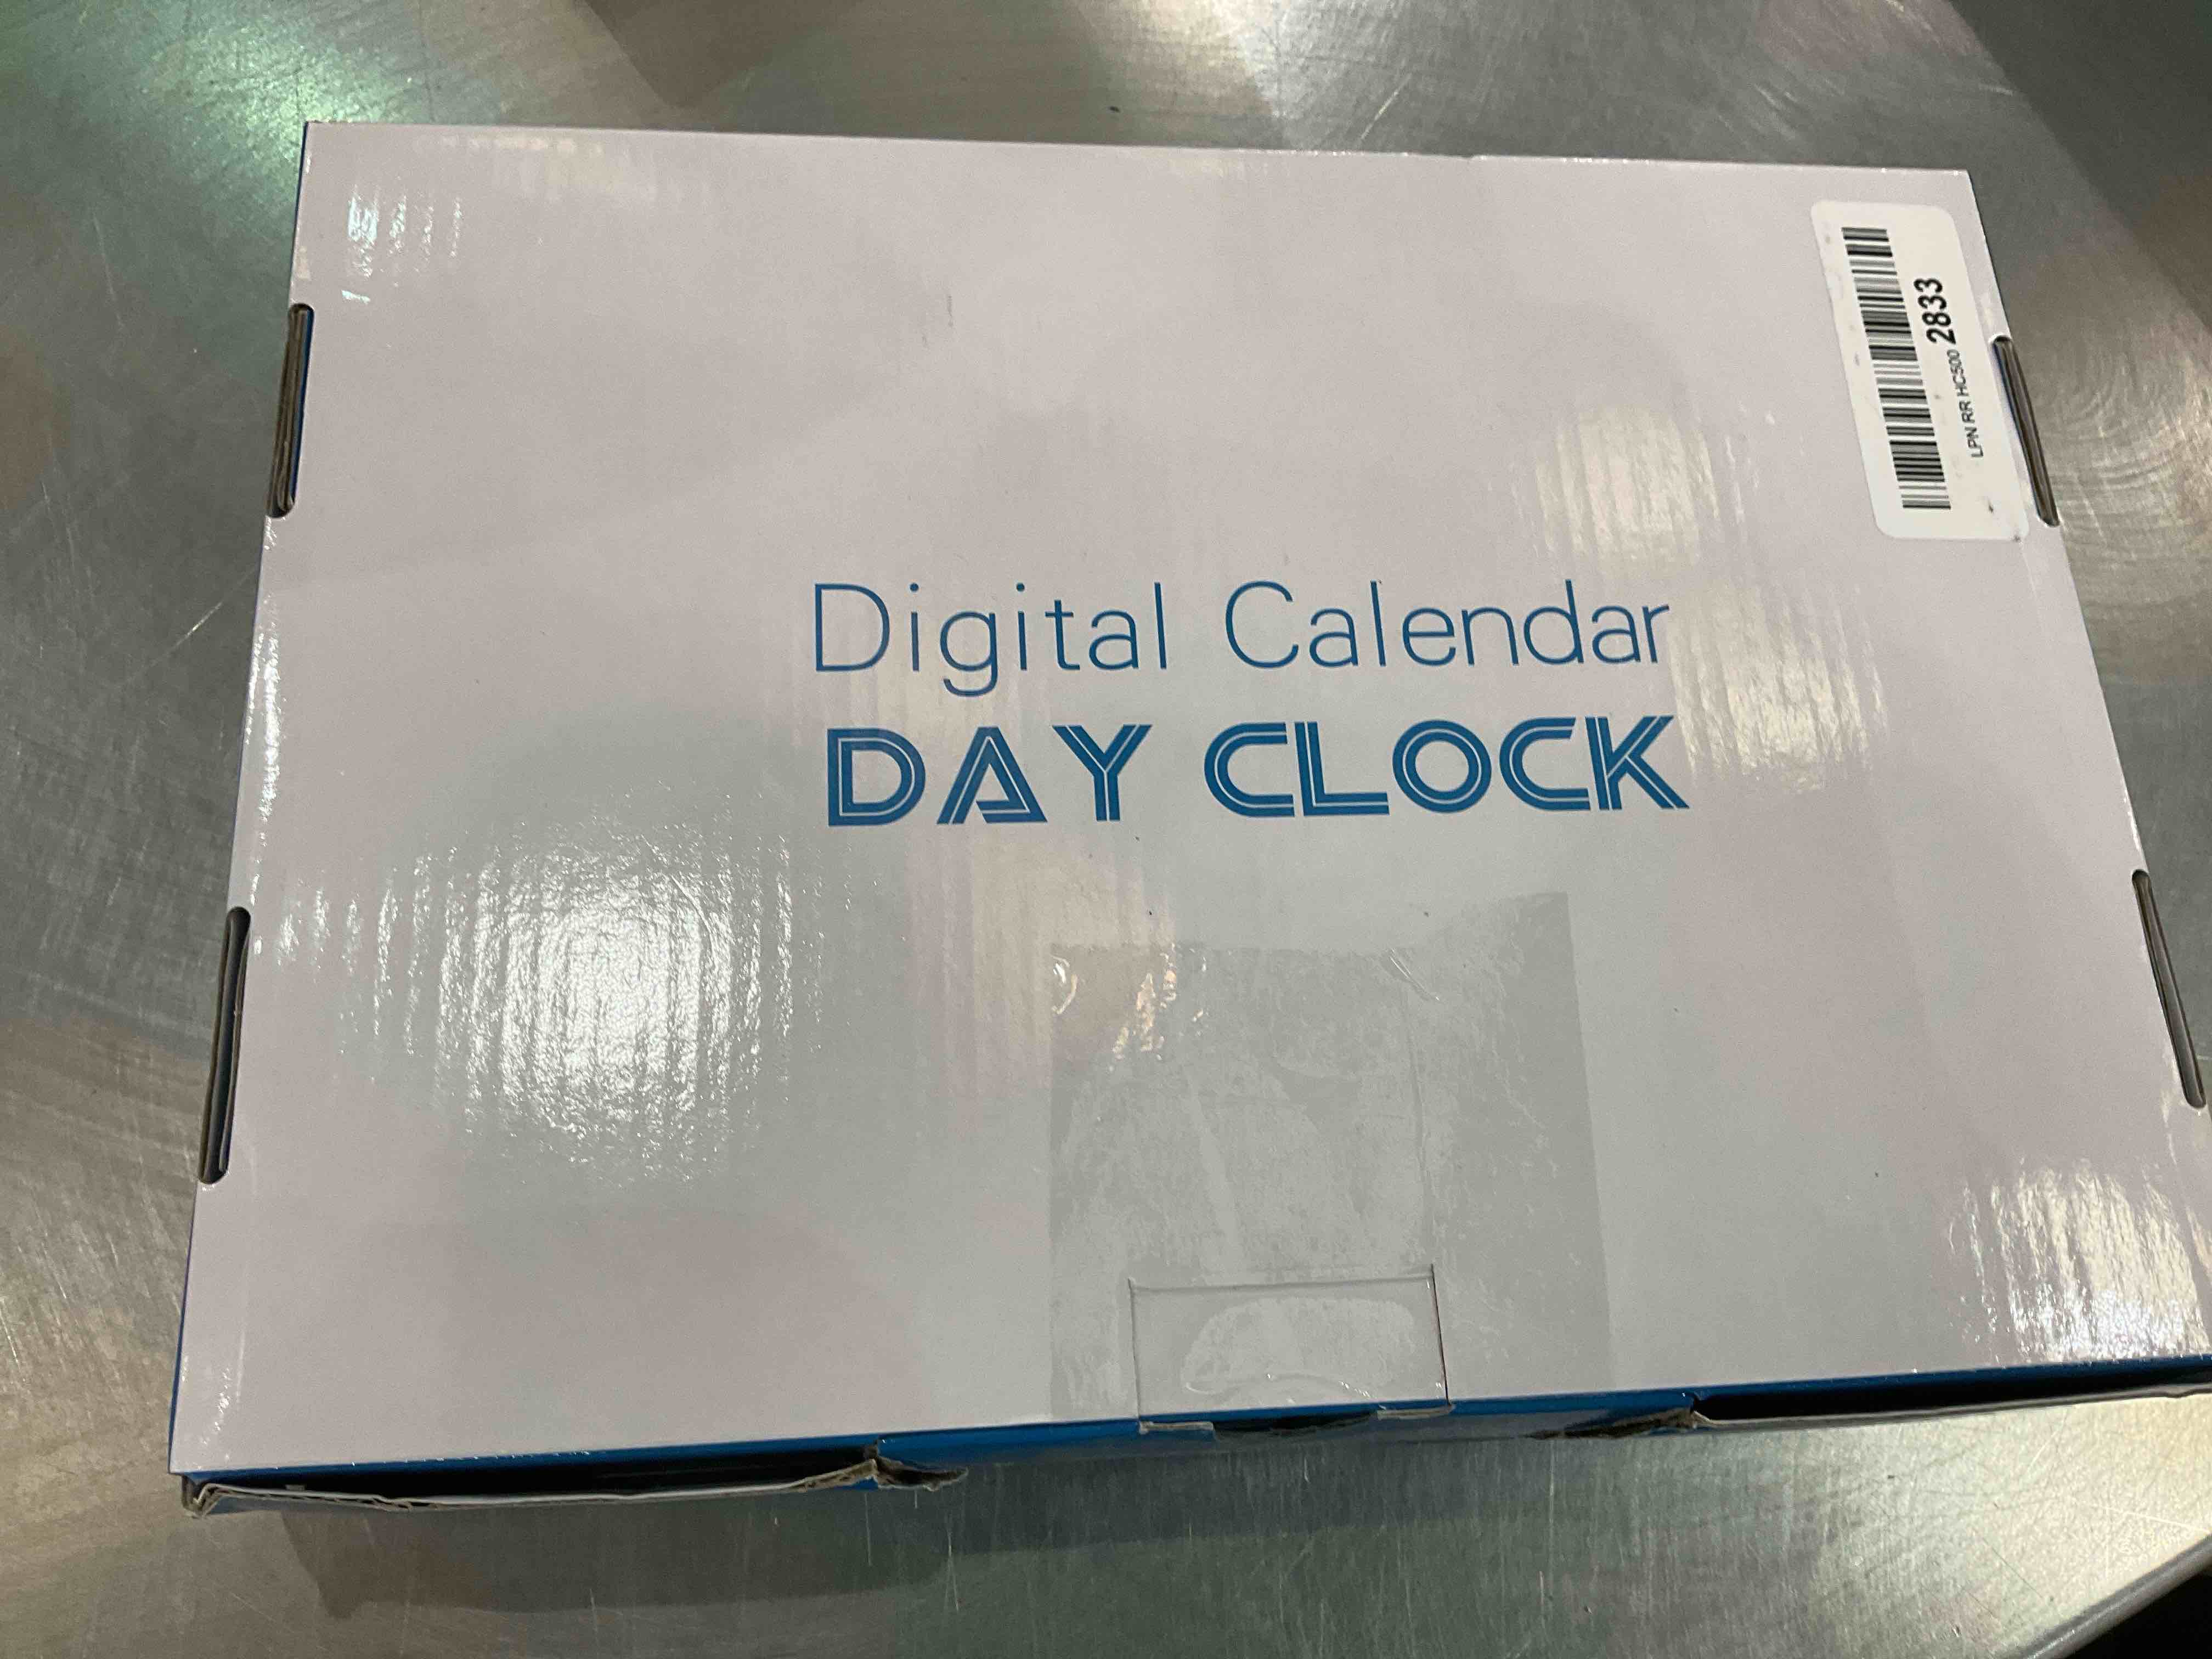 Digital Calendar
DAY CLOCK
LPN RR HC500 2833